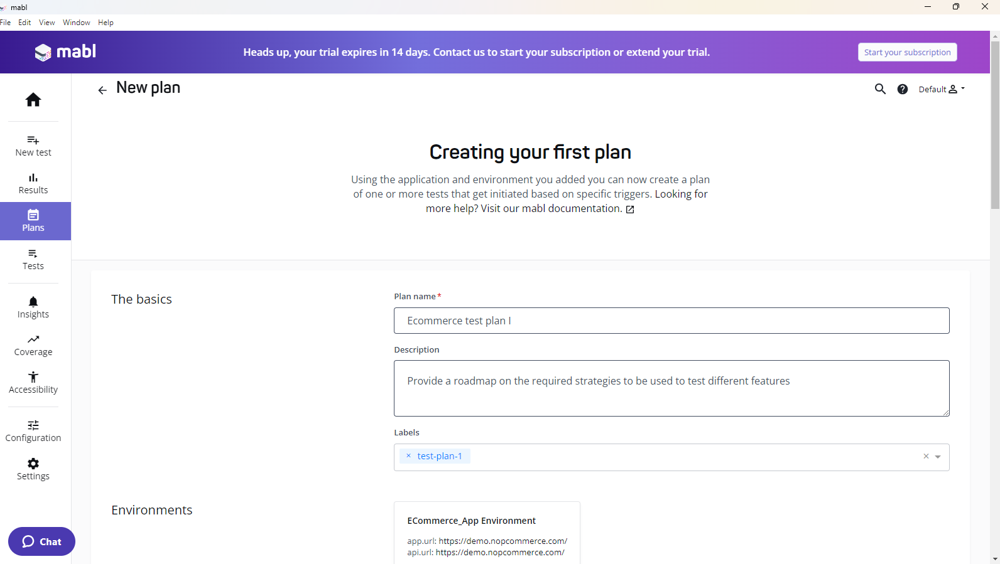 mabl
File Edit View Window Help
mabl
Heads up, your trial expires in 14 days. Contact us to start your subscription or extend your trial.
Start your subscription
New plan
Default
New test
Results
Plans
Tests
Insights
Coverage
Accessibility
Configuration
Settings
Chat
Creating your first plan
Using the application and environment you added you can now create a plan
of one or more tests that get initiated based on specific triggers. Looking for
more help? Visit our mabl documentation.
The basics
Plan name*
Ecommerce test plan I
Description
Provide a roadmap on the required strategies to be used to test different features
Labels
× test-plan-1
Environments
ECommerce_App Environment
app.url: https://demo.nopcommerce.com/
api.url: https://demo.nopcommerce.com/